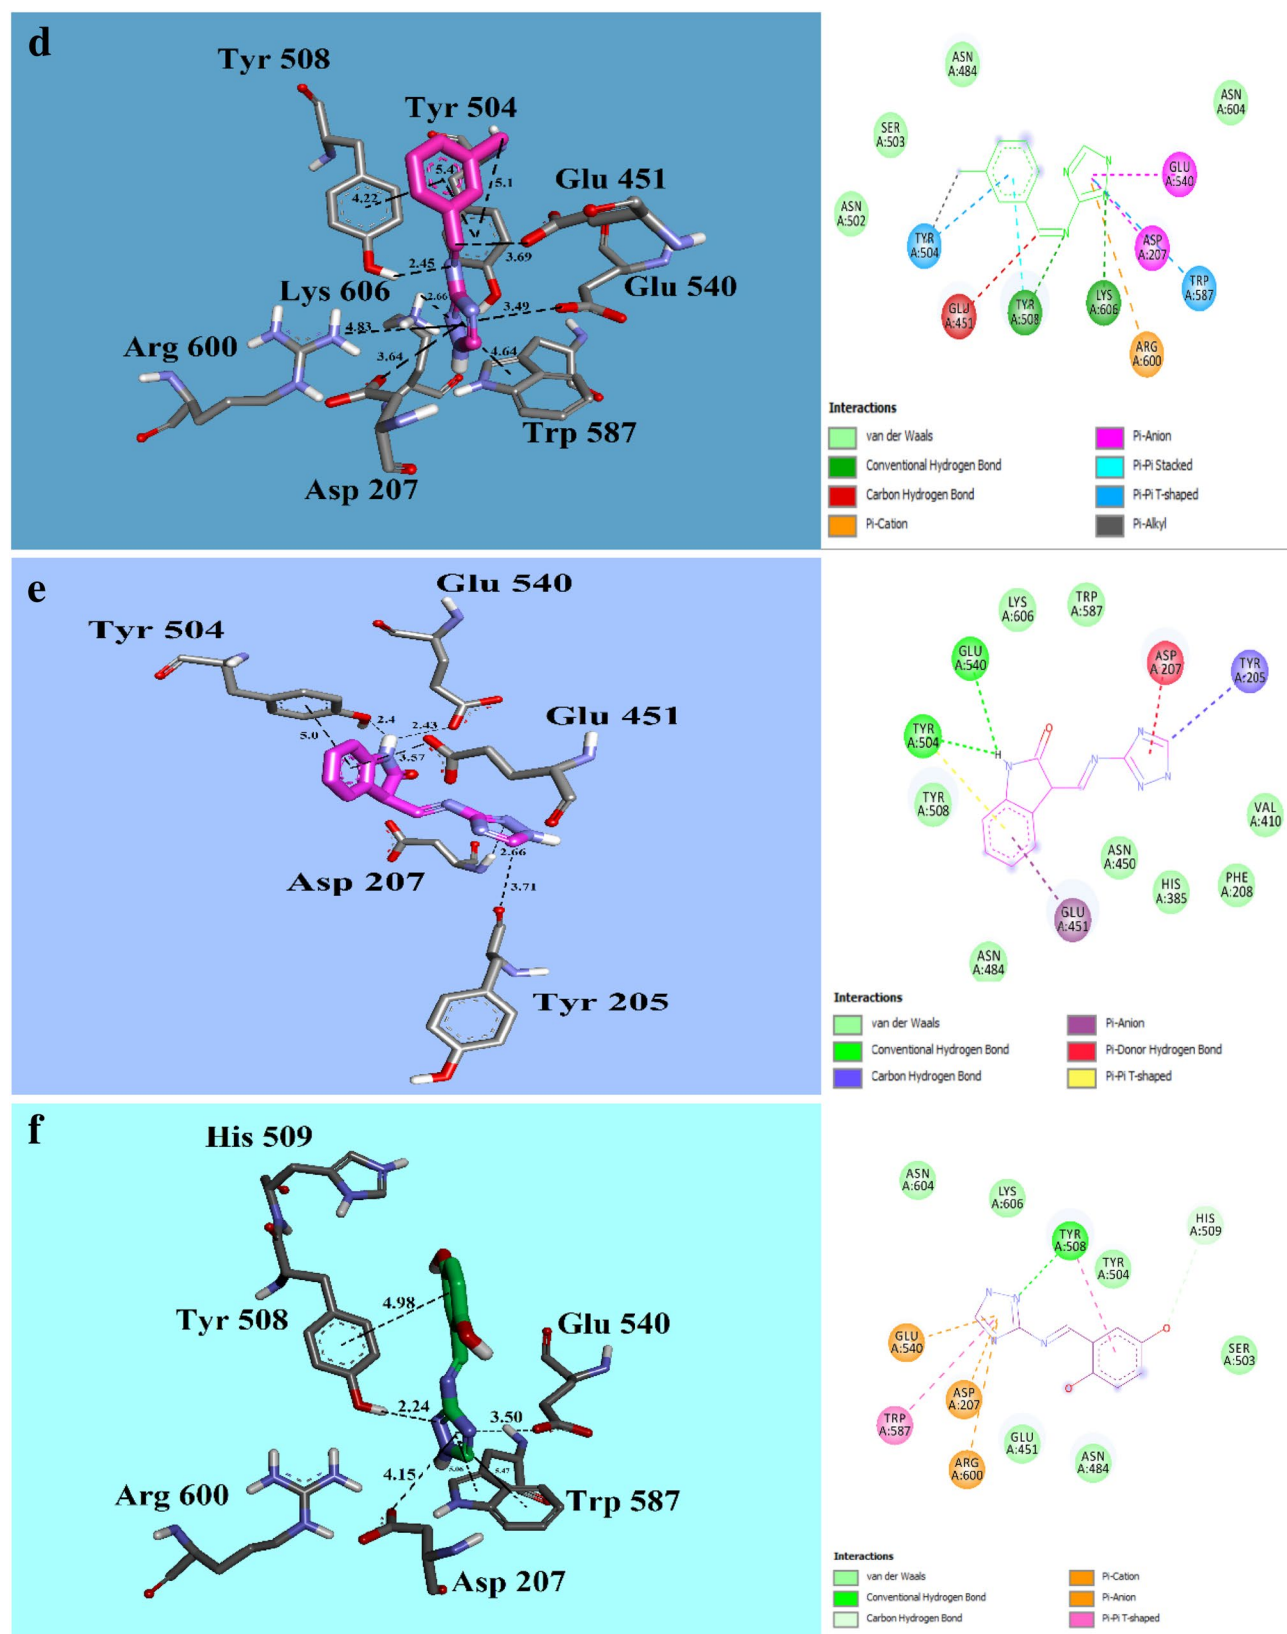 d
Tyr 508
Tyr 504
5.4
5.1
Glu 451
4.22
3.69
2.45
Lys 606
2.66
Glu 540
3.49
4.83
Arg 600
3.64
4.64
Trp 587
Asp 207
ASN
A:484
ASN
A:604
SER
A:503
GLU
A:540
ASN
A:502
TYR
A:504
ASP
A:207
TRP
A:587
GLU
A:451
TYR
A:508
LYS
A:606
ARG
A:600
N
N
N
N
Interactions
van der Waals
Conventional Hydrogen Bond
Carbon Hydrogen Bond
Pi-Cation
Pi-Anion
Pi-Pi Stacked
Pi-Pi T-shaped
Pi-Alkyl
e
Glu 540
Tyr 504
2.4
2.43
Glu 451
5.0
3.57
2.66
Asp 207
3.71
Tyr 205
LYS
A:606
TRP
A:587
GLU
A:540
ASP
A:207
TYR
A:205
TYR
A:504
O
H
N
N
N
N
N
TYR
A:508
VAL
A:410
ASN
A:450
HIS
A:385
PHE
A:208
GLU
A:451
ASN
A:484
Interactions
van der Waals
Conventional Hydrogen Bond
Carbon Hydrogen Bond
Pi-Anion
Pi-Donor Hydrogen Bond
Pi-Pi T-shaped
f
His 509
4.98
Tyr 508
Glu 540
2.24
3.50
4.15
5.06
5.47
Arg 600
Trp 587
Asp 207
ASN
A:604
LYS
A:606
TYR
A:508
HIS
A:509
TYR
A:504
N
N
N
N
O
O
GLU
A:540
SER
A:503
ASP
A:207
TRP
A:587
GLU
A:451
ASN
A:484
ARG
A:600
Interactions
van der Waals
Conventional Hydrogen Bond
Carbon Hydrogen Bond
Pi-Cation
Pi-Anion
Pi-Pi T-shaped